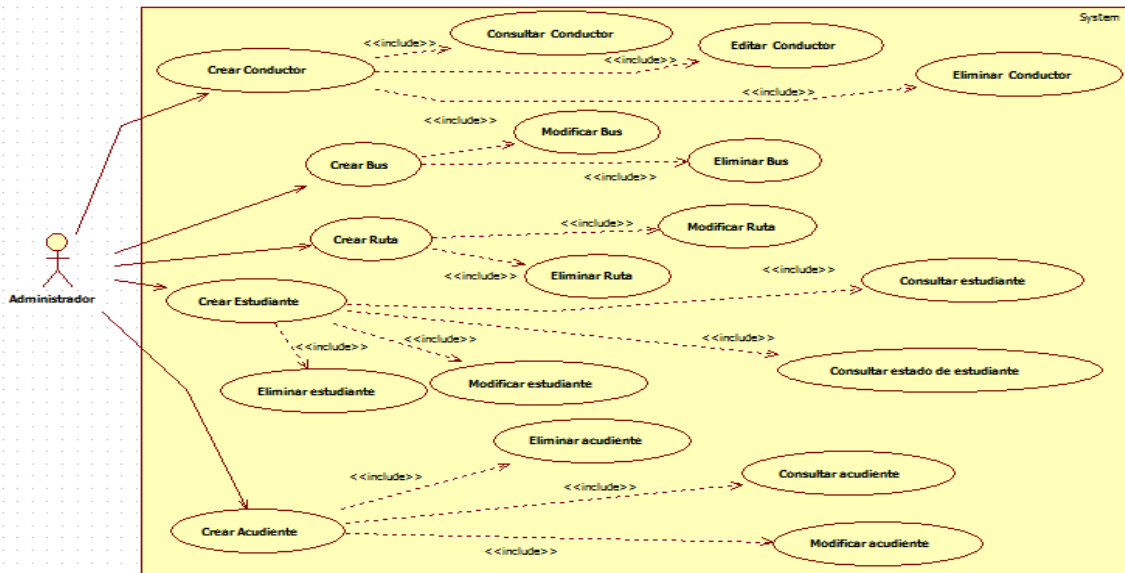 System
Consultar Conductor
<<include>>
Editar Conductor
<<include>>
Crear Conductor
Eliminar Conductor
<<include>>
<<include>>
Modificar Bus
Crear Bus
Eliminar Bus
<<include>>
<<include>>
Modificar Ruta
Crear Ruta
<<include>>
Eliminar Ruta
<<include>>
Consultar estudiante
Administrador
Crear Estudiante
<<include>>
<<include>>
<<include>>
Consultar estado de estudiante
Eliminar estudiante
Modificar estudiante
Eliminar acudiente
<<include>>
Consultar acudiente
<<include>>
Crear Acudiente
Modificar acudiente
<<include>>